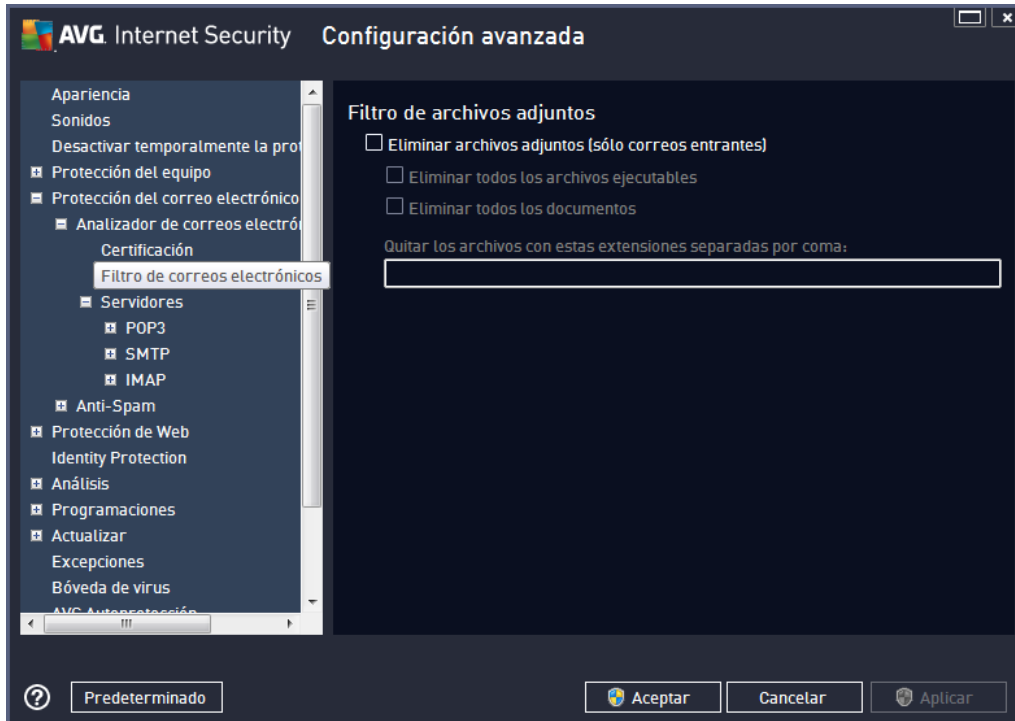 AVG. Internet Security Configuración avanzada
Apariencia
Sonidos
Desactivar temporalmente la pro
Protección del equipo
Protección del correo electrónico
Analizador de correos electró
Certificación
Filtro de correos electrónicos
Servidores
POP3
SMTP
IMAP
Anti-Spam
Protección de Web
Identity Protection
Análisis
Programaciones
Actualizar
Excepciones
Bóveda de virus
AVG Autoprotección
Filtro de archivos adjuntos
Eliminar archivos adjuntos (sólo correos entrantes)
Eliminar todos los archivos ejecutables
Eliminar todos los documentos
Quitar los archivos con estas extensiones separadas por coma:
Predeterminado
Aceptar
Cancelar
Aplicar